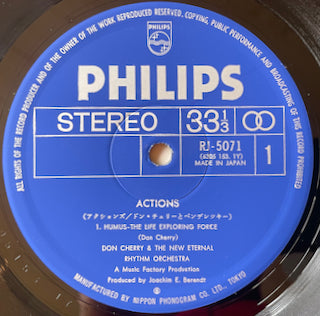 ALL RIGHTS OF THE RECORD PRODUCER AND OF THE OWNER OF THE WORK REPRODUCED RESERVED. COPYING, PUBLIC PERFORMANCE AND BROADCASTING OF THIS RECORD PROHIBITED
PHILIPS
PHILIPS
STEREO 33 1/3
RJ-5071
(6305 153. 1Y)
MADE IN JAPAN
1
ACTIONS
(アクションズ/ドン・チェリーとペンデレツキー)
1. HUMUS-THE LIFE EXPLORING FORCE
(Don Cherry)
DON CHERRY & THE NEW ETERNAL
RHYTHM ORCHESTRA
A Music Factory Production
Produced by Joachim E. Berendt
MANUFACTURED BY NIPPON PHONOGRAM CO., LTD., TOKYO